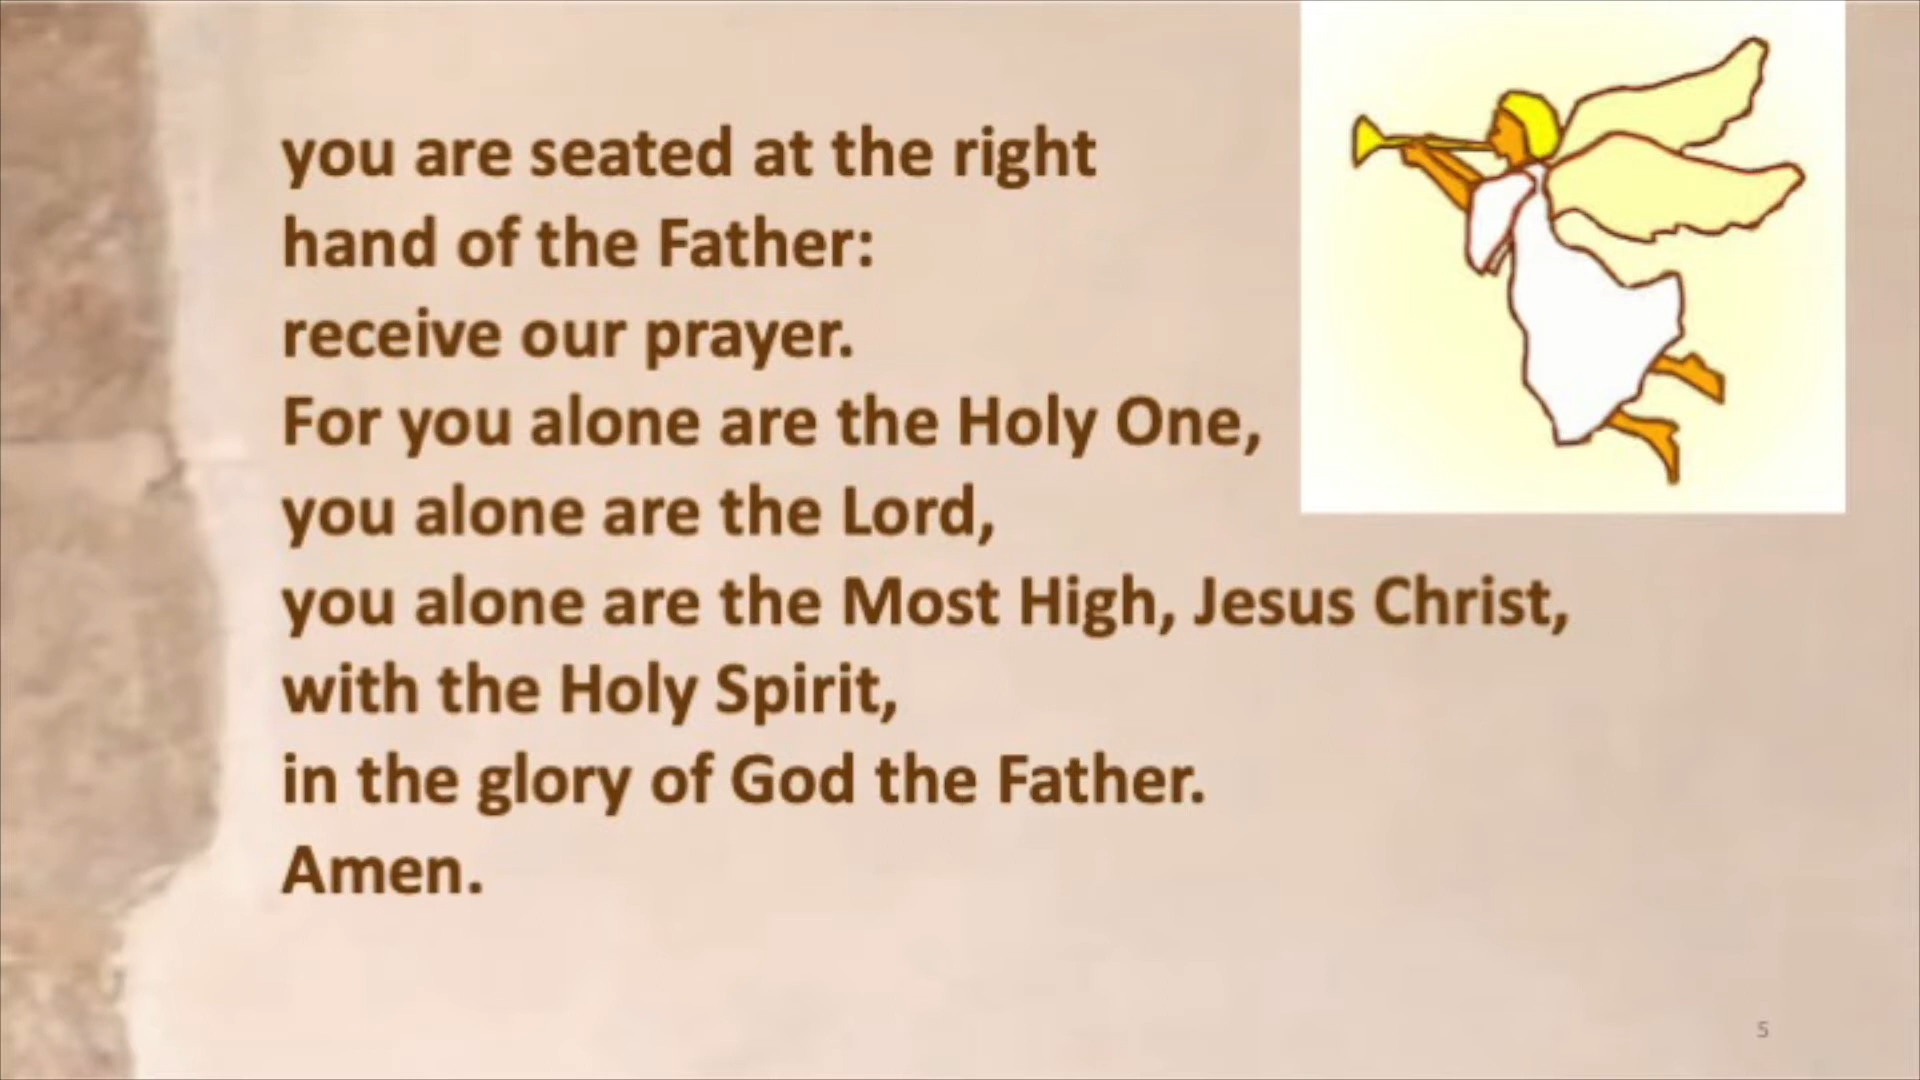 you are seated at the right
hand of the Father:
receive our prayer.
For you alone are the Holy One,
you alone are the Lord,
you alone are the Most High, Jesus Christ,
with the Holy Spirit,
in the glory of God the Father.
Amen.
5